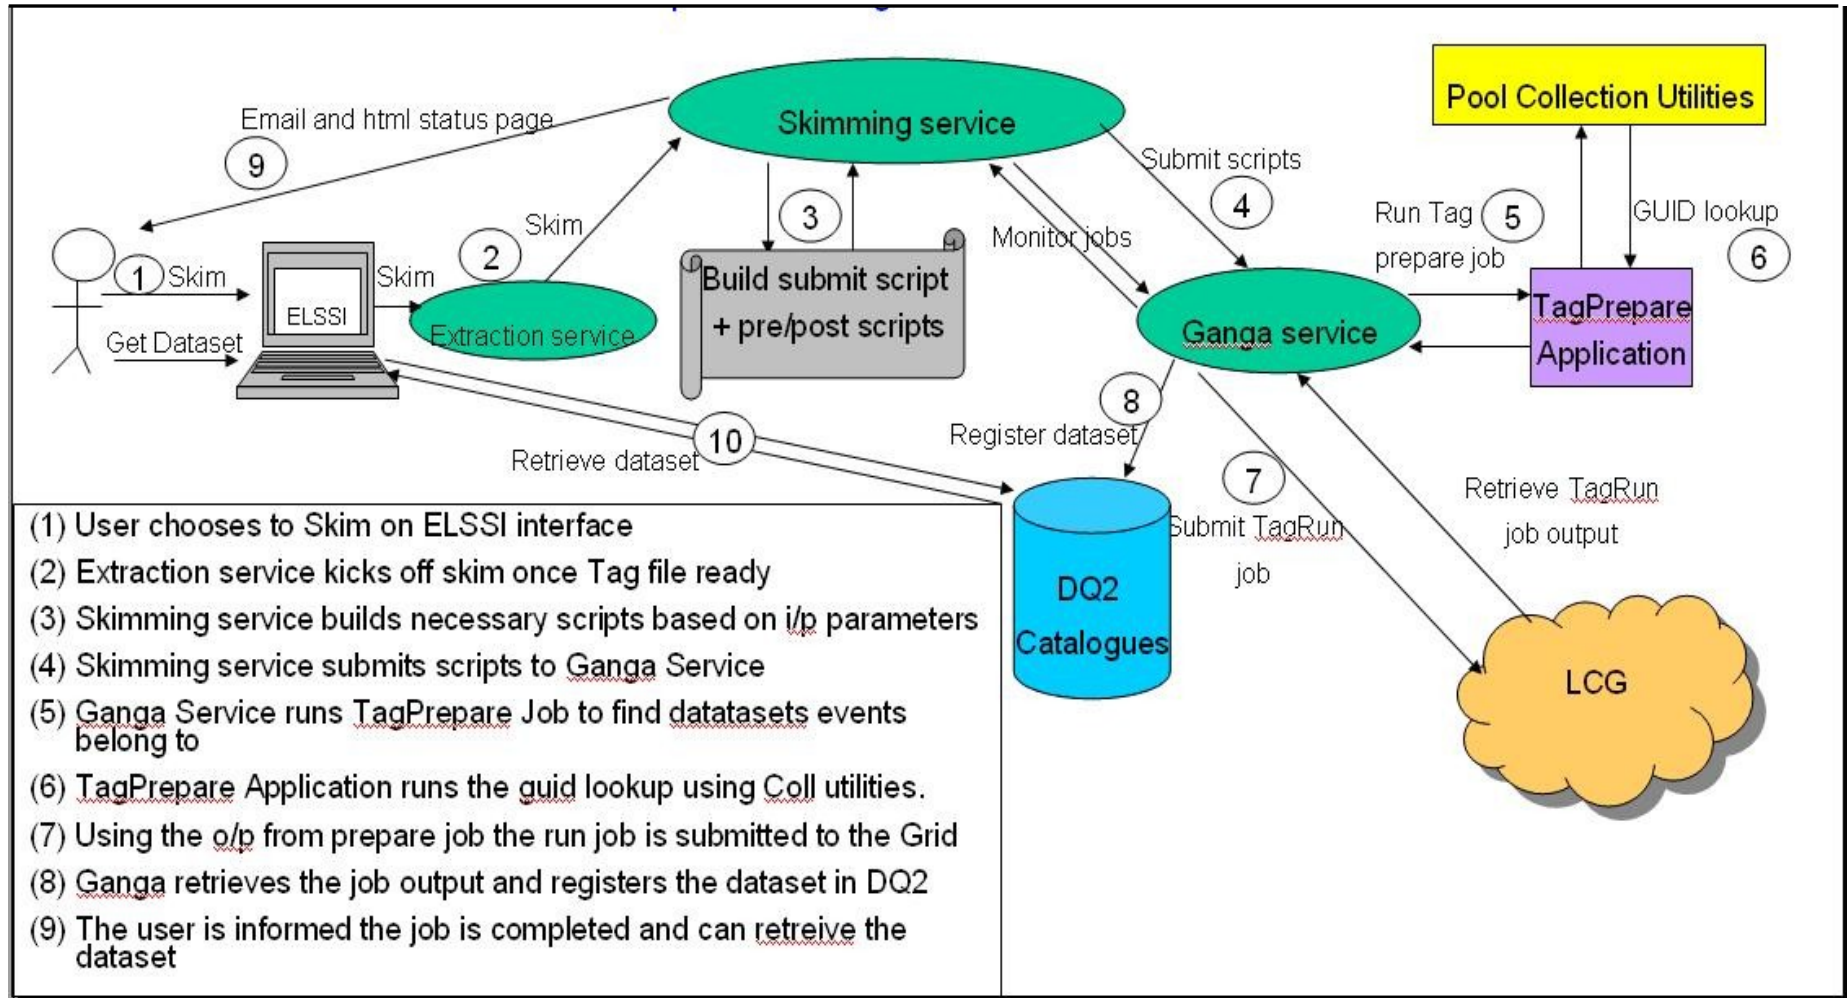 Pool Collection Utilities
Email and html status page
Skimming service
9
Submit scripts
4
Run Tag
prepare job
5
GUID lookup
6
Skim
2
3
Monitor jobs
1
Skim
Skim
ELSSI
Extraction service
Build submit script
+ pre/post scripts
Ganga service
TagPrepare
Application
Get Dataset
8
Register dataset
10
Retrieve dataset
7
Submit TagRun
job
Retrieve TagRun
job output
DQ2
Catalogues
LCG
(1) User chooses to Skim on ELSSI interface
(2) Extraction service kicks off skim once Tag file ready
(3) Skimming service builds necessary scripts based on i/p parameters
(4) Skimming service submits scripts to Ganga Service
(5) Ganga Service runs TagPrepare Job to find datatasets events
belong to
(6) TagPrepare Application runs the guid lookup using Coll utilities.
(7) Using the o/p from prepare job the run job is submitted to the Grid
(8) Ganga retrieves the job output and registers the dataset in DQ2
(9) The user is informed the job is completed and can retreive the
dataset